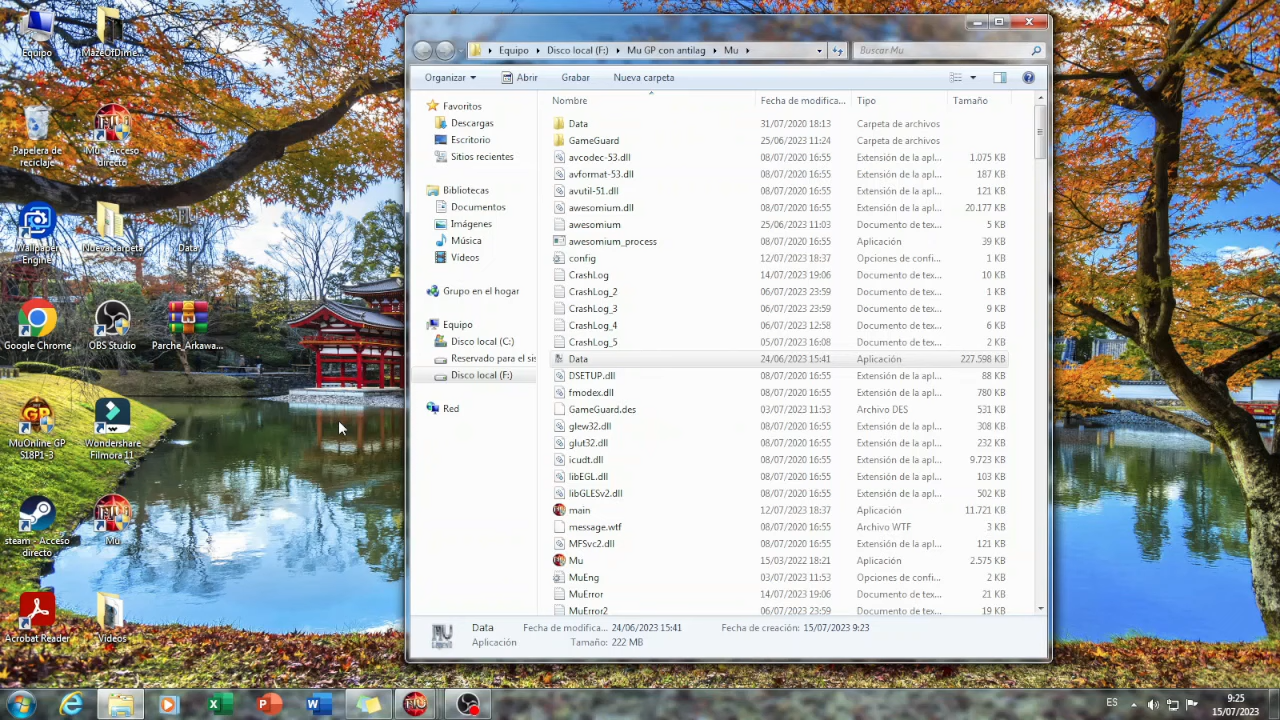 Equipo
MazeOfDime...
Papelera de
reciclaje
Mu - Acceso
directo
Wallpaper
Engine
Nueva carpeta
Data
Google Chrome
OBS Studio
Parche_Arkawa...
MuOnline GP
S18P1-3
Wondershare
Filmora11
steam - Acceso
directo
Mu
Acrobat Reader
Videos
Equipo Disco local (F:) Mu GP con antilag Mu
Buscar Mu
Organizar Abrir Grabar Nueva carpeta
Favoritos
Descargas
Escritorio
Sitios recientes
Bibliotecas
Documentos
Imágenes
Música
Videos
Grupo en el hogar
Equipo
Disco local (C:)
Reservado para el sis
Disco local (F:)
Red
Nombre Fecha de modifica... Tipo Tamaño
Data 31/07/2020 18:13 Carpeta de archivos
GameGuard 25/06/2023 11:24 Carpeta de archivos
avcodec-53.dll 08/07/2020 16:55 Extensión de la apl... 1.075 KB
avformat-53.dll 08/07/2020 16:55 Extensión de la apl... 187 KB
avutil-51.dll 08/07/2020 16:55 Extensión de la apl... 121 KB
awesomium.dll 08/07/2020 16:55 Extensión de la apl... 20.177 KB
awesomium 25/06/2023 11:03 Documento de tex... 5 KB
awesomium_process 08/07/2020 16:55 Aplicación 39 KB
config 12/07/2023 18:37 Opciones de confi... 1 KB
CrashLog 14/07/2023 19:06 Documento de tex... 10 KB
CrashLog_2 06/07/2023 23:59 Documento de tex... 1 KB
CrashLog_3 06/07/2023 23:59 Documento de tex... 9 KB
CrashLog_4 06/07/2023 12:58 Documento de tex... 6 KB
CrashLog_5 05/07/2023 16:08 Documento de tex... 2 KB
Data 24/06/2023 15:41 Aplicación 227.598 KB
DSETUP.dll 08/07/2020 16:55 Extensión de la apl... 88 KB
fmodex.dll 08/07/2020 16:55 Extensión de la apl... 780 KB
GameGuard.des 03/07/2023 11:53 Archivo DES 531 KB
glew32.dll 08/07/2020 16:55 Extensión de la apl... 308 KB
glut32.dll 08/07/2020 16:55 Extensión de la apl... 232 KB
icudt.dll 08/07/2020 16:55 Extensión de la apl... 9.723 KB
libEGL.dll 08/07/2020 16:55 Extensión de la apl... 103 KB
libGLESv2.dll 08/07/2020 16:55 Extensión de la apl... 502 KB
main 12/07/2023 18:37 Aplicación 11.721 KB
message.wtf 08/07/2020 16:55 Archivo WTF 3 KB
MFSvc2.dll 08/07/2020 16:55 Extensión de la apl... 121 KB
Mu 15/03/2022 18:21 Aplicación 2.575 KB
MuEng 03/07/2023 11:53 Opciones de confi... 2 KB
MuError 14/07/2023 19:06 Documento de tex... 21 KB
MuError2 06/07/2023 23:59 Documento de tex... 19 KB
Data Fecha de modifica... 24/06/2023 15:41 Fecha de creación: 15/07/2023 9:23
Aplicación Tamaño: 222 MB
ES
9:25
15/07/2023